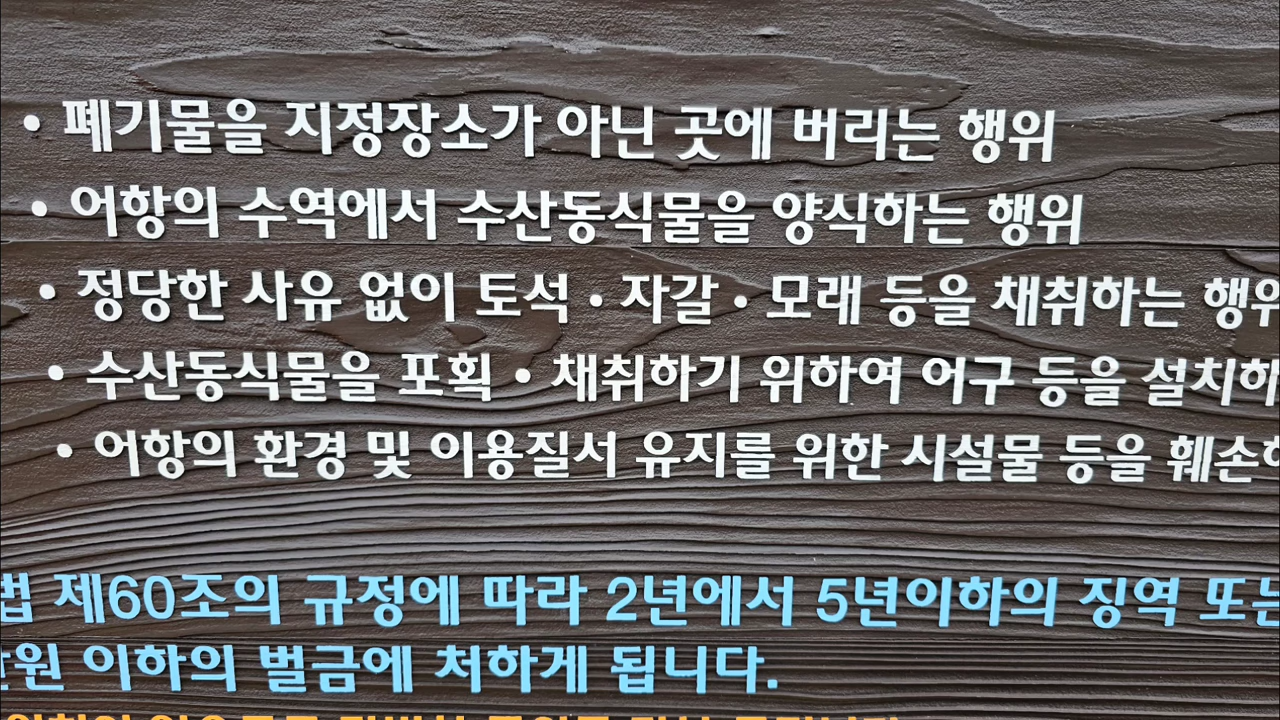 • 폐기물을 지정장소가 아닌 곳에 버리는 행위
• 어항의 수역에서 수산동식물을 양식하는 행위
• 정당한 사유 없이 토석 • 자갈 • 모래 등을 채취하는 행위
• 수산동식물을 포획 • 채취하기 위하여 어구 등을 설치하
• 어항의 환경 및 이용질서 유지를 위한 시설물 등을 훼손하
법 제60조의 규정에 따라 2년에서 5년이하의 징역 또는
만원 이하의 벌금에 처하게 됩니다.